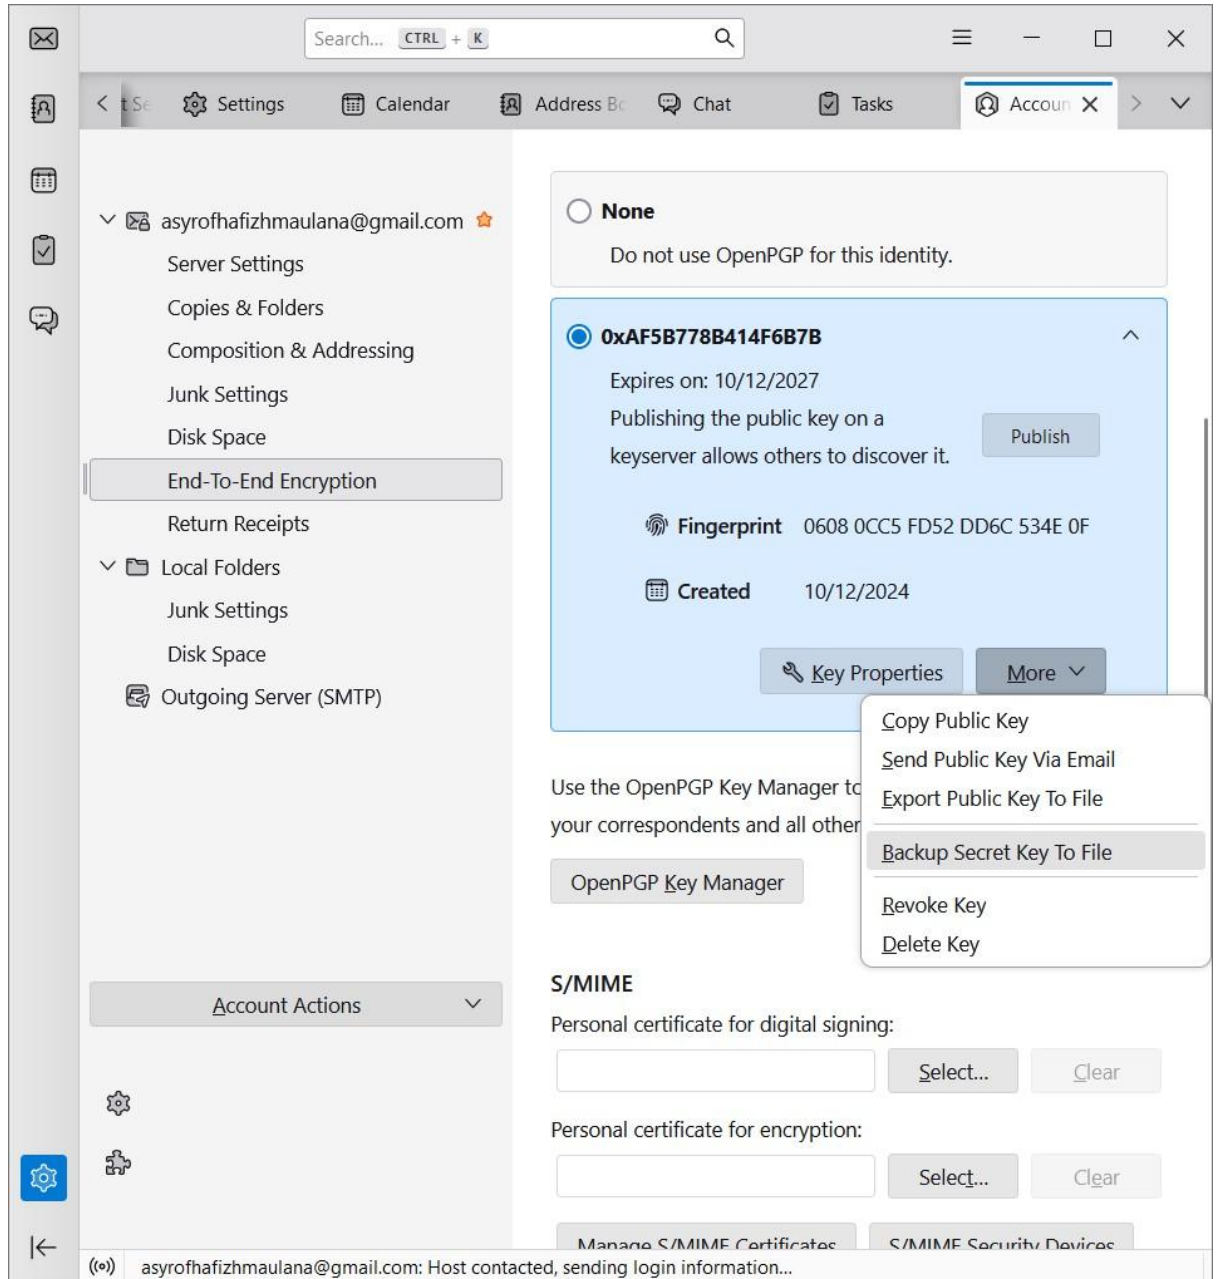 Search... CTRL + K
Settings
Calendar
Address Bo
Chat
Tasks
Accoun
asyrofhafizhmaulana@gmail.com
Server Settings
Copies & Folders
Composition & Addressing
Junk Settings
Disk Space
End-To-End Encryption
Return Receipts
Local Folders
Junk Settings
Disk Space
Outgoing Server (SMTP)
Account Actions
None
Do not use OpenPGP for this identity.
0xAF5B778B414F6B7B
Expires on: 10/12/2027
Publishing the public key on a
keyserver allows others to discover it.
Publish
Fingerprint 0608 0CC5 FD52 DD6C 534E 0F
Created 10/12/2024
Key Properties
More
Copy Public Key
Send Public Key Via Email
Export Public Key To File
Backup Secret Key To File
Revoke Key
Delete Key
Use the OpenPGP Key Manager to
your correspondents and all other
OpenPGP Key Manager
S/MIME
Personal certificate for digital signing:
Select... Clear
Personal certificate for encryption:
Select... Clear
Manage S/MIME Certificates S/MIME Security Devices
asyrofhafizhmaulana@gmail.com: Host contacted, sending login information...